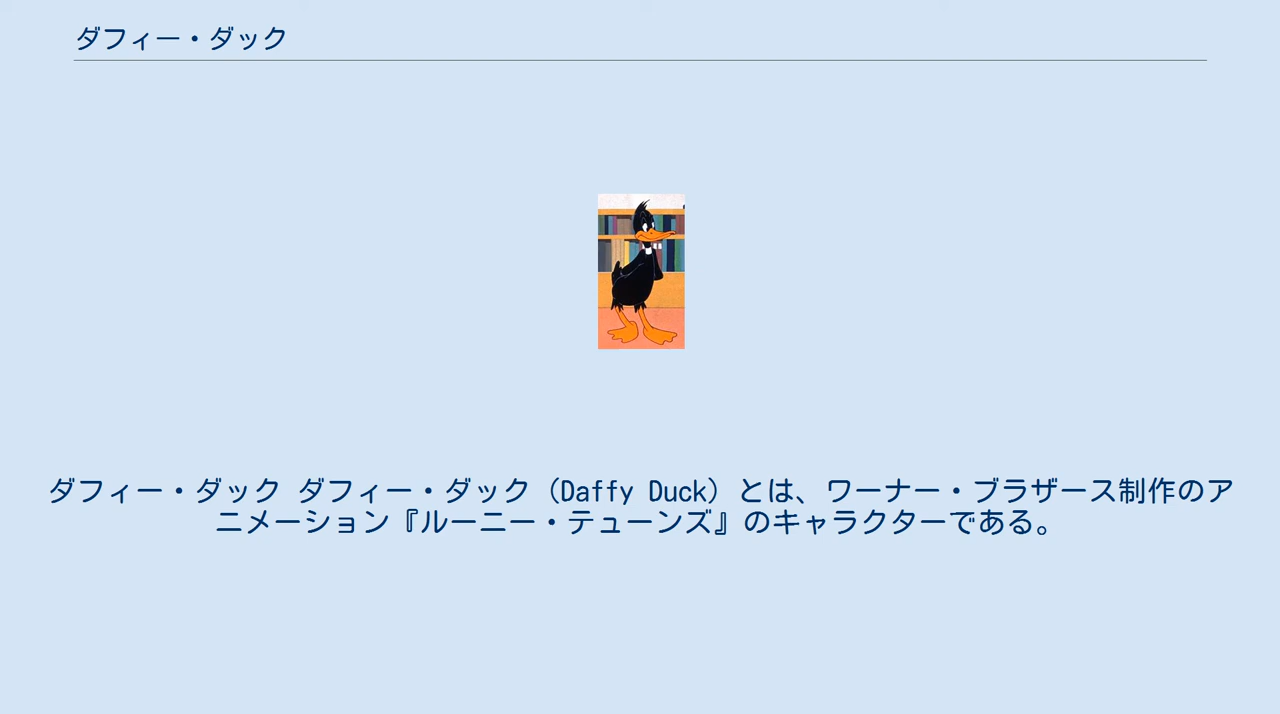 ダフィー・ダック
ダフィー・ダック ダフィー・ダック（Daffy Duck）とは、ワーナー・ブラザース制作のア
ニメーション『ルーニー・テューンズ』のキャラクターである。